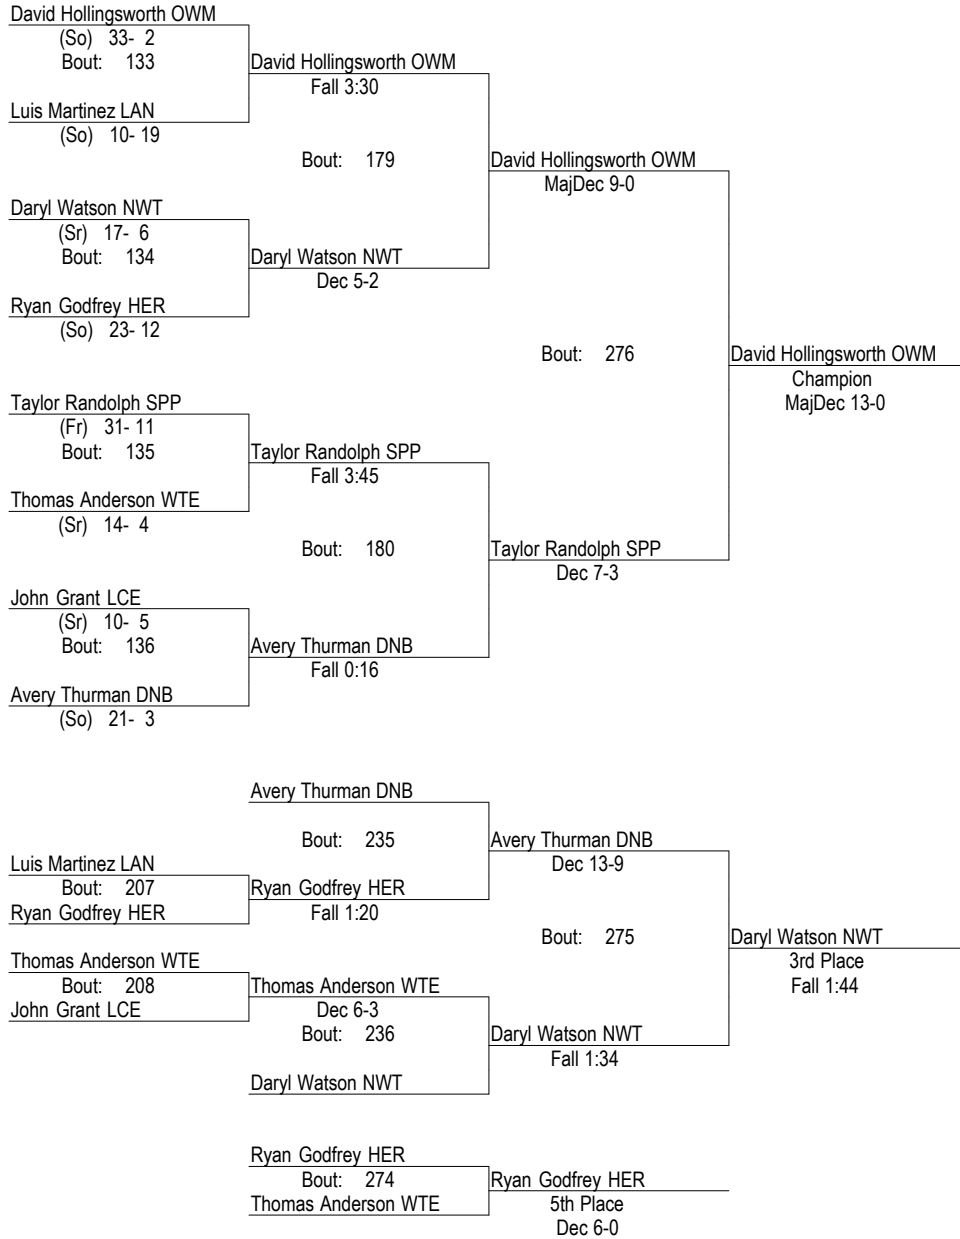 David Hollingsworth OWM
(So) 33- 2
Bout: 133
David Hollingsworth OWM
Fall 3:30
Luis Martinez LAN
(So) 10- 19
Bout: 179
David Hollingsworth OWM
MajDec 9-0
Daryl Watson NWT
(Sr) 17- 6
Bout: 134
Daryl Watson NWT
Dec 5-2
Ryan Godfrey HER
(So) 23- 12
Bout: 276
David Hollingsworth OWM
Champion
MajDec 13-0
Taylor Randolph SPP
(Fr) 31- 11
Bout: 135
Taylor Randolph SPP
Fall 3:45
Thomas Anderson WTE
(Sr) 14- 4
Bout: 180
Taylor Randolph SPP
Dec 7-3
John Grant LCE
(Sr) 10- 5
Bout: 136
Avery Thurman DNB
Fall 0:16
Avery Thurman DNB
(So) 21- 3
Avery Thurman DNB
Bout: 235
Avery Thurman DNB
Dec 13-9
Luis Martinez LAN
Bout: 207
Ryan Godfrey HER
Ryan Godfrey HER
Fall 1:20
Bout: 275
Daryl Watson NWT
3rd Place
Fall 1:44
Thomas Anderson WTE
Bout: 208
John Grant LCE
Thomas Anderson WTE
Dec 6-3
Bout: 236
Daryl Watson NWT
Fall 1:34
Daryl Watson NWT
Ryan Godfrey HER
Bout: 274
Thomas Anderson WTE
Ryan Godfrey HER
5th Place
Dec 6-0